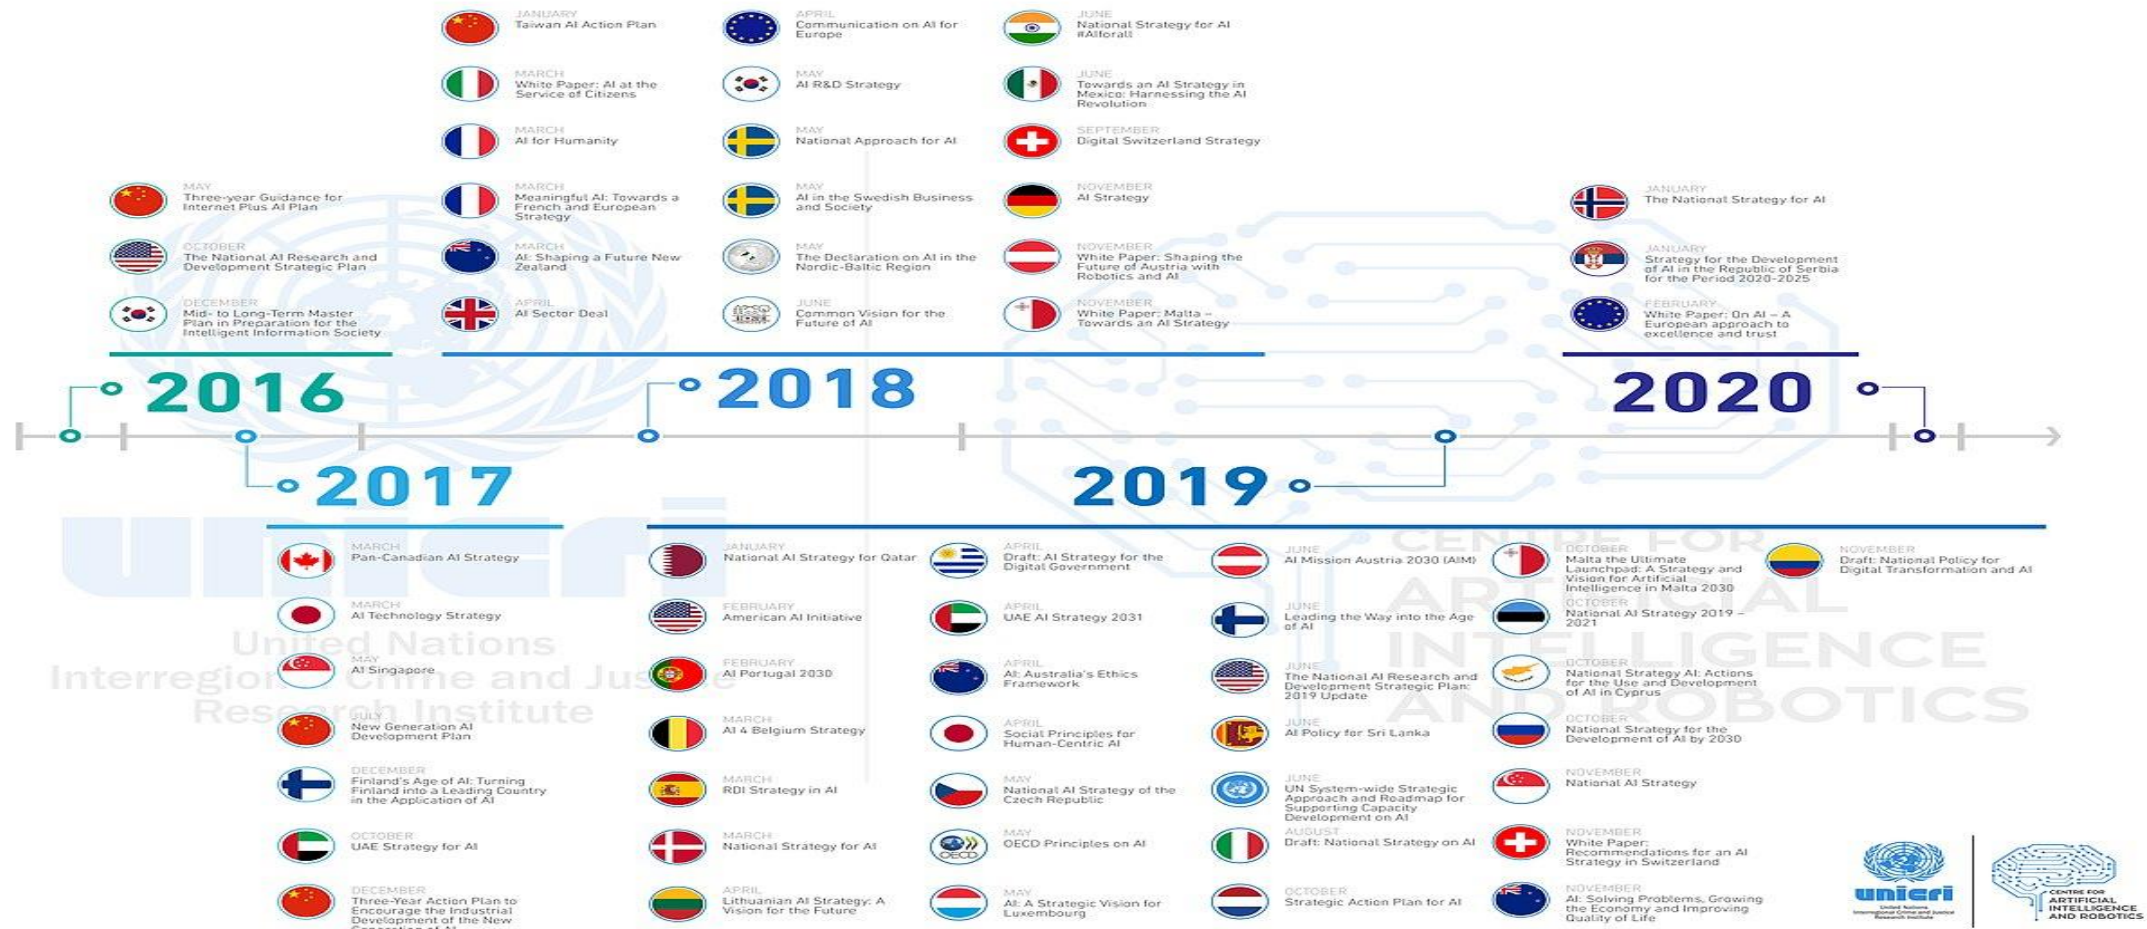 JANUARY
Taiwan AI Action Plan
MARCH
White Paper: AI at the
Service of Citizens
MARCH
AI for Humanity
MARCH
Meaningful AI: Towards a
French and European
Strategy
MARCH
AI: Shaping a Future New
Zealand
APRIL
AI Sector Deal
APRIL
Communication on AI for
Europe
MAY
AI R&D Strategy
MAY
National Approach for AI
MAY
AI in the Swedish Business
and Society
MAY
The Declaration on AI in the
Nordic-Baltic Region
JUNE
Common Vision for the
Future of AI
JUNE
National Strategy for AI
#AIforall
JUNE
Towards an AI Strategy in
Mexico: Harnessing the AI
Revolution
SEPTEMBER
Digital Switzerland Strategy
NOVEMBER
AI Strategy
NOVEMBER
White Paper: Shaping the
Future of Austria with
Robotics and AI
NOVEMBER
White Paper: Malta –
Towards an AI Strategy
MAY
Three-year Guidance for
Internet Plus AI Plan
OCTOBER
The National AI Research and
Development Strategic Plan
DECEMBER
Mid- to Long-Term Master
Plan in Preparation for the
Intelligent Information Society
JANUARY
The National Strategy for AI
JANUARY
Strategy for the Development
of AI in the Republic of Serbia
for the Period 2020-2025
FEBRUARY
White Paper: On AI – A
European approach to
excellence and trust
2016
2018
2020
2017
2019
MARCH
Pan-Canadian AI Strategy
MARCH
AI Technology Strategy
MAY
AI Singapore
JULY
New Generation AI
Development Plan
DECEMBER
Finland's Age of AI: Turning
Finland into a Leading Country
in the Application of AI
OCTOBER
UAE Strategy for AI
DECEMBER
Three-Year Action Plan to
Encourage the Industrial
Development of the New
Generation of AI
JANUARY
National AI Strategy for Qatar
FEBRUARY
American AI Initiative
FEBRUARY
AI Portugal 2030
MARCH
AI 4 Belgium Strategy
MARCH
RDI Strategy in AI
MARCH
National Strategy for AI
APRIL
Lithuanian AI Strategy: A
Vision for the Future
APRIL
Draft: AI Strategy for the
Digital Government
APRIL
UAE AI Strategy 2031
APRIL
AI: Australia's Ethics
Framework
APRIL
Social Principles for
Human-Centric AI
MAY
National AI Strategy of the
Czech Republic
OECD
MAY
OECD Principles on AI
MAY
AI: A Strategic Vision for
Luxembourg
JUNE
AI Mission Austria 2030 (AIM)
JUNE
Leading the Way into the Age
of AI
JUNE
The National AI Research and
Development Strategic Plan:
2019 Update
JUNE
AI Policy for Sri Lanka
JUNE
UN System-wide Strategic
Approach and Roadmap for
Supporting Capacity
Development on AI
AUGUST
Draft: National Strategy on AI
OCTOBER
Strategic Action Plan for AI
OCTOBER
Malta the Ultimate
Launchpad: A Strategy and
Vision for Artificial
Intelligence in Malta 2030
OCTOBER
National AI Strategy 2019 –
2021
OCTOBER
National Strategy AI: Actions
for the Use and Development
of AI in Cyprus
OCTOBER
National Strategy for the
Development of AI by 2030
NOVEMBER
National AI Strategy
NOVEMBER
White Paper:
Recommendations for an AI
Strategy in Switzerland
NOVEMBER
AI: Solving Problems, Growing
the Economy and Improving
Quality of Life
NOVEMBER
Draft: National Policy for
Digital Transformation and AI
unicri
United Nations
Interregional Crime and Justice
Research Institute
CENTRE FOR
ARTIFICIAL
INTELLIGENCE
AND ROBOTICS
unicri
United Nations
Interregional Crime and Justice
Research Institute
CENTRE FOR
ARTIFICIAL
INTELLIGENCE
AND ROBOTICS